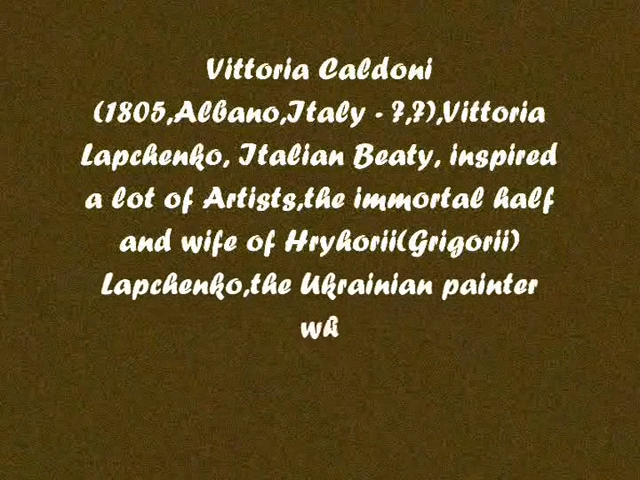 Vittoria Caldoni
(1805,Albano,Italy - ?,?),Vittoria
Lapchenko, Italian Beaty, inspired
a lot of Artists,the immortal half
and wife of Hryhorii(Grigorii)
Lapchenko,the Ukrainian painter
wh